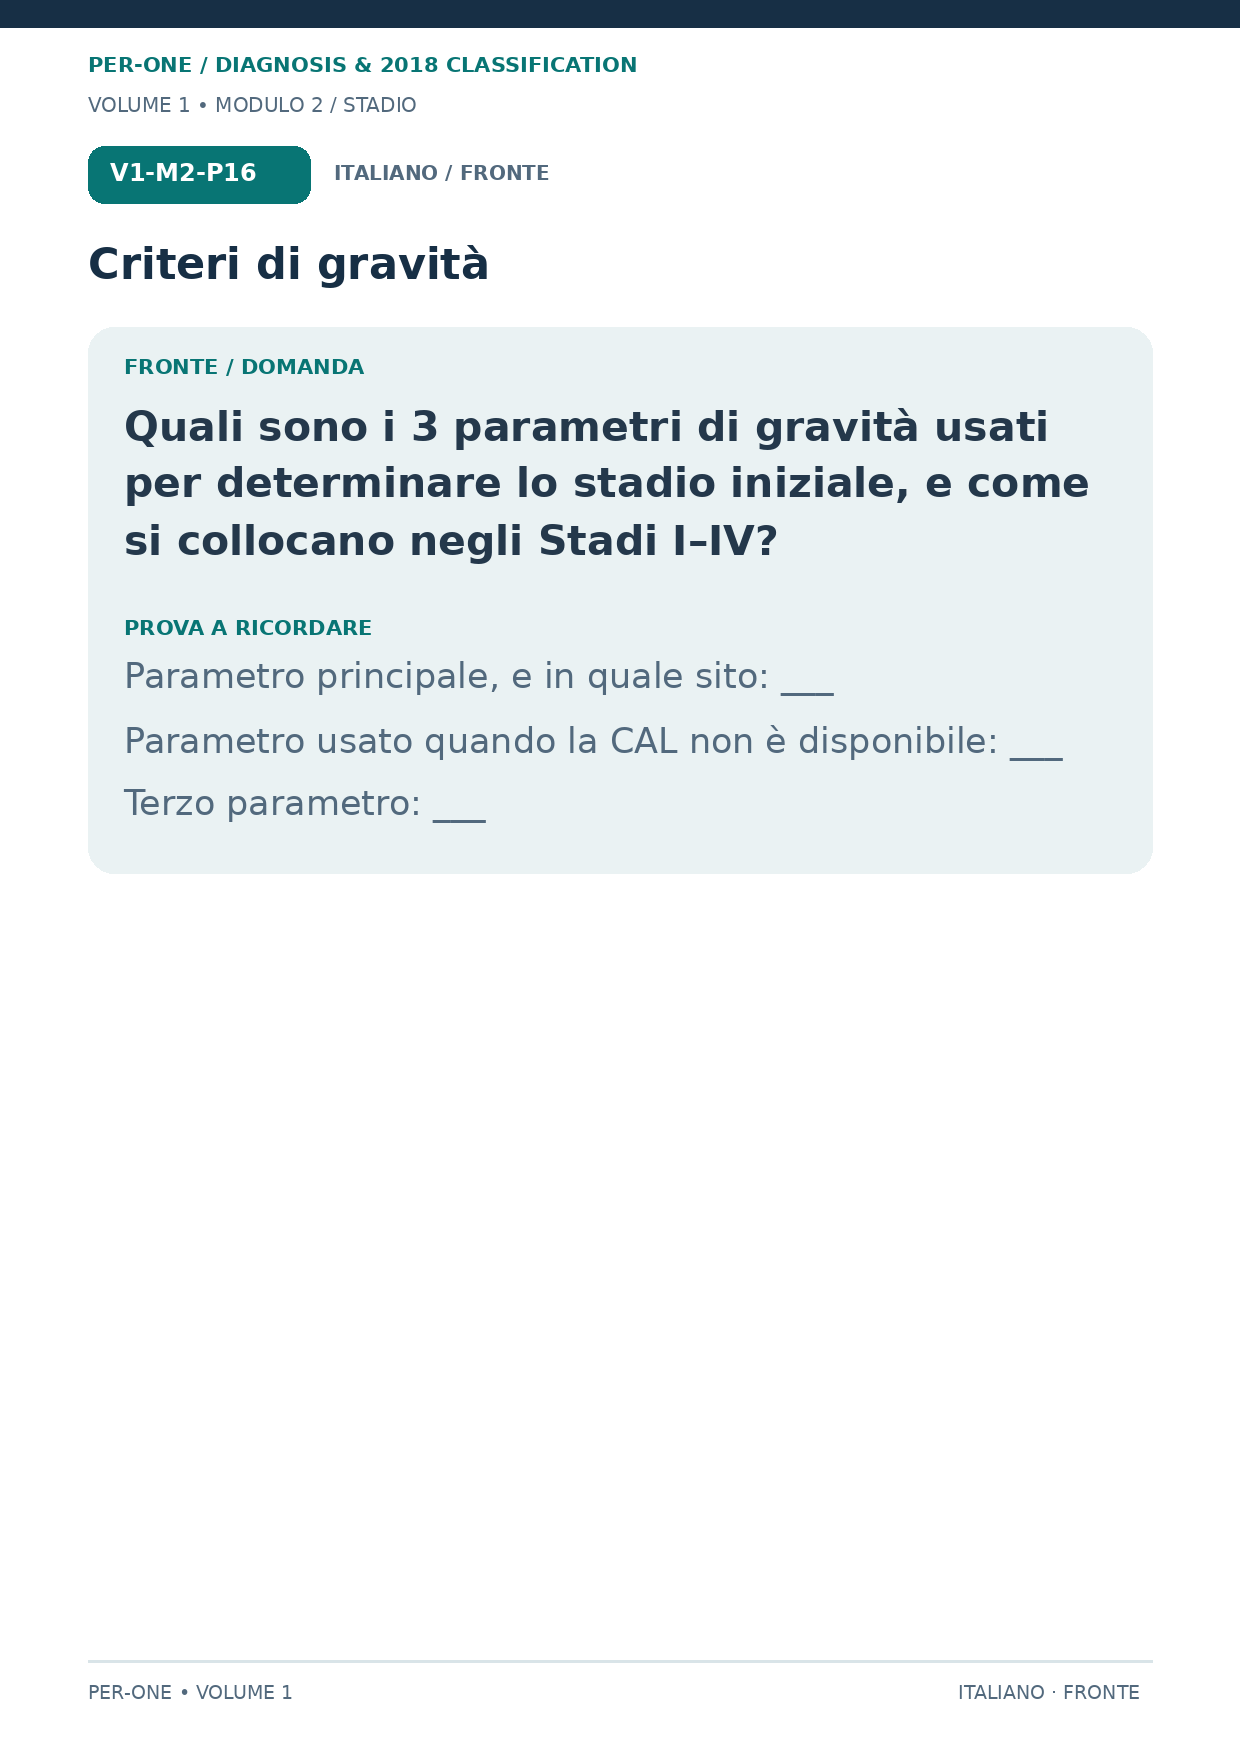 PER-ONE / DIAGNOSIS & 2018 CLASSIFICATION
VOLUME 1 • MODULO 2 / STADIO
V1-M2-P16
ITALIANO / FRONTE
Criteri di gravità
FRONTE / DOMANDA
Quali sono i 3 parametri di gravità usati
per determinare lo stadio iniziale, e come
si collocano negli Stadi I–IV?
PROVA A RICORDARE
Parametro principale, e in quale sito: ___
Parametro usato quando la CAL non è disponibile: ___
Terzo parametro: ___
PER-ONE • VOLUME 1
ITALIANO · FRONTE